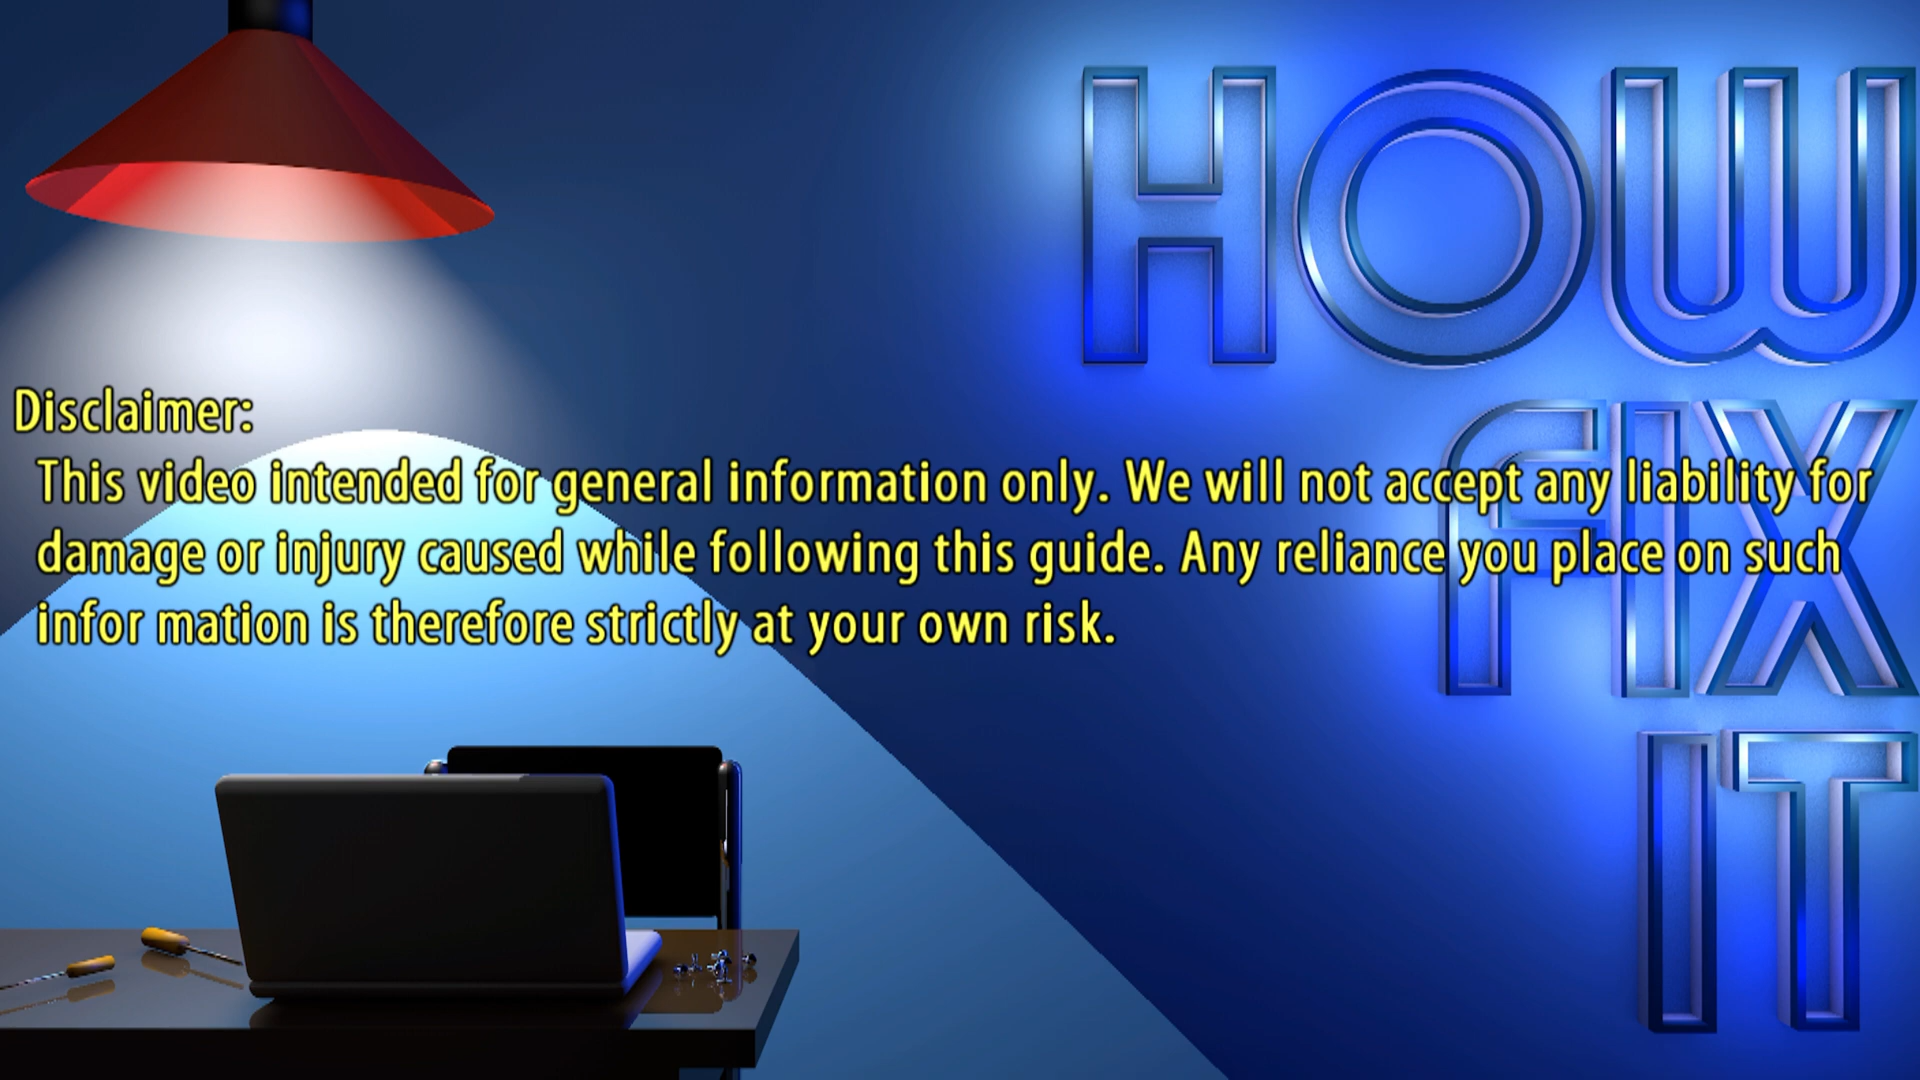 HOW
FIX
IT
Disclaimer:
This video intended for general information only. We will not accept any liability for
damage or injury caused while following this guide. Any reliance you place on such
infor mation is therefore strictly at your own risk.